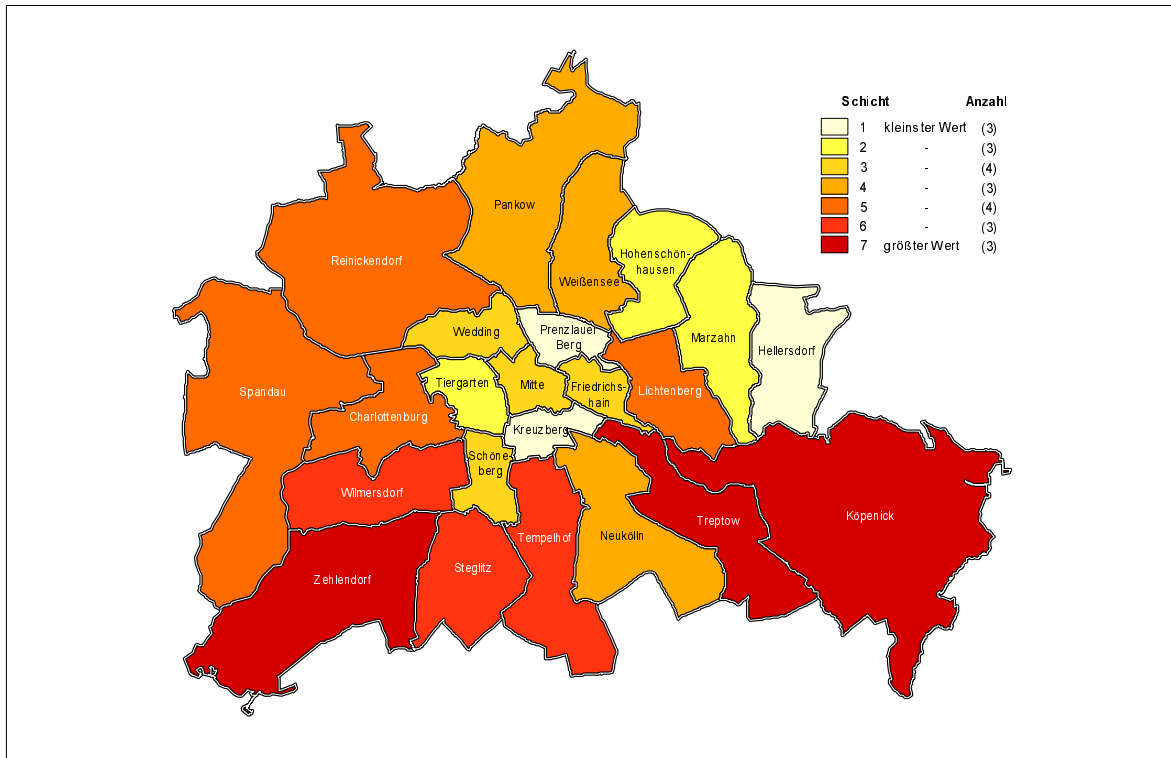 Schicht Anzahl
1 kleinster Wert (3)
2 - (3)
3 - (4)
4 - (3)
5 - (4)
6 - (3)
7 größter Wert (3)
Pankow
Reinickendorf
Weißensee
Hohenschön-
hausen
Wedding
Prenzlauer
Berg
Marzahn
Hellersdorf
Spandau
Tiergarten
Mitte
Friedrichs-
hain
Lichtenberg
Charlottenburg
Kreuzberg
Schöne-
berg
Wilmersdorf
Tempelhof
Neukölln
Treptow
Köpenick
Zehlendorf
Steglitz